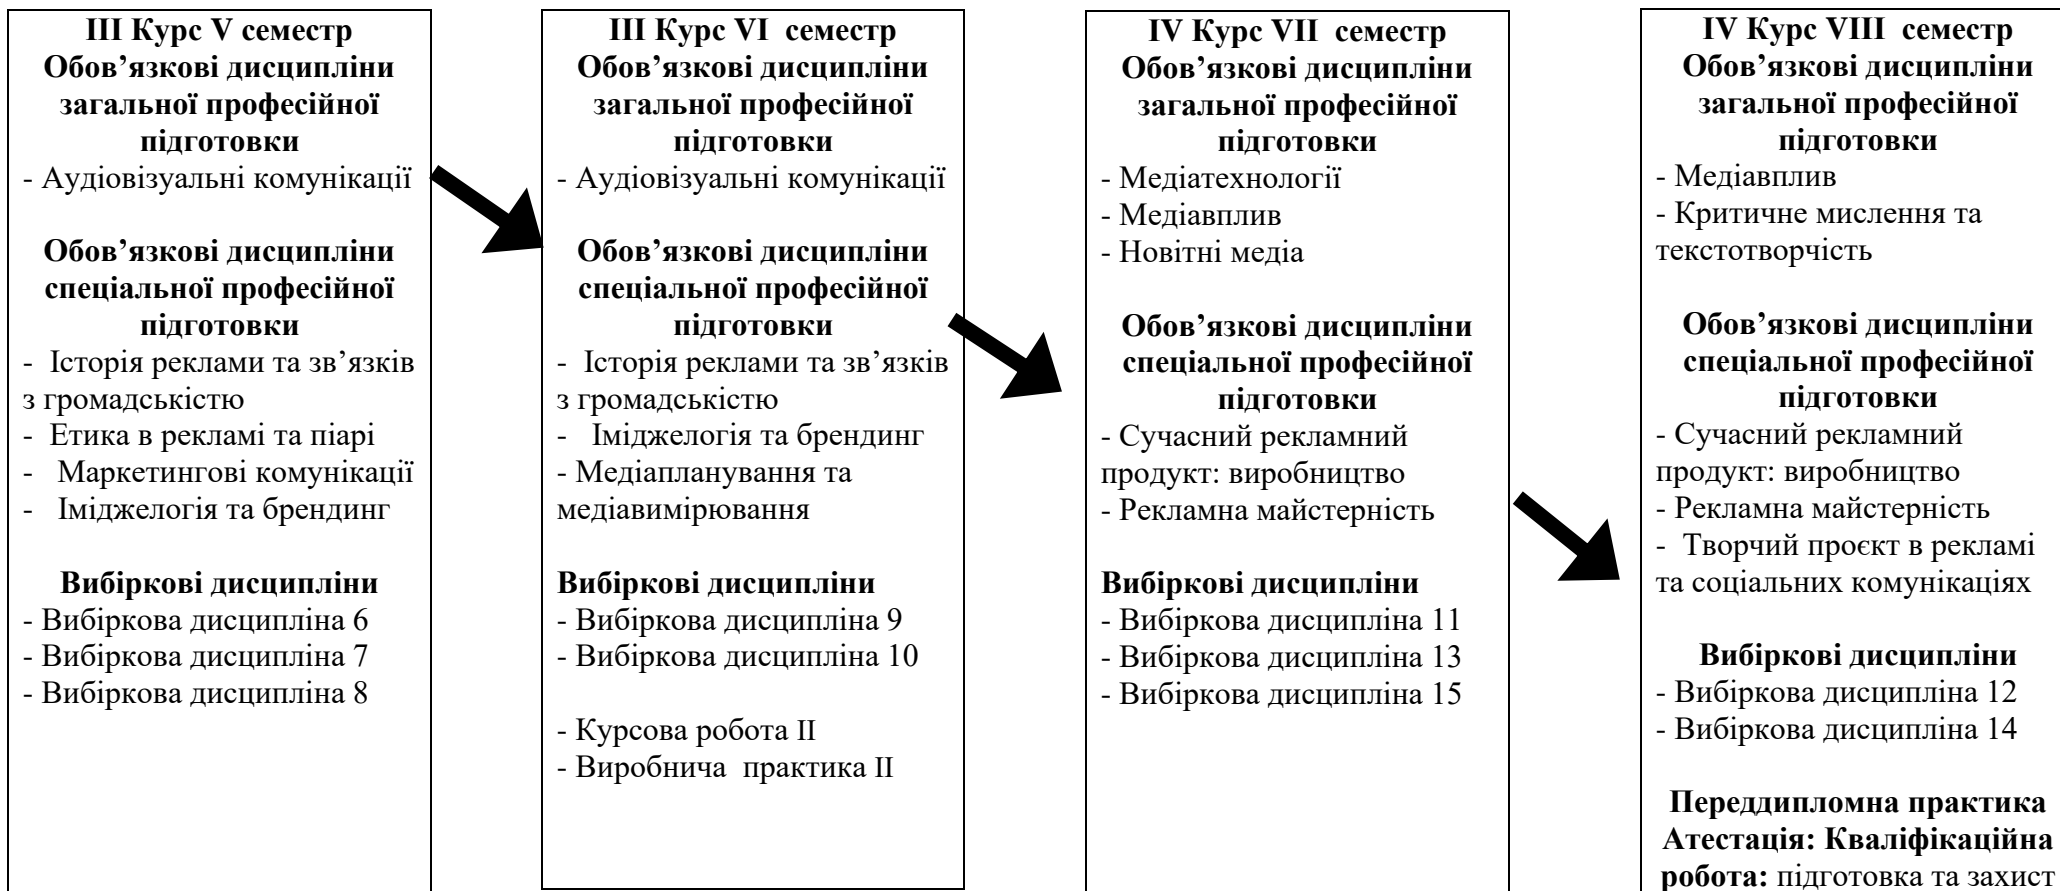 III Курс V семестр
Обов’язкові дисципліни
загальної професійної
підготовки
- Аудіовізуальні комунікації
Обов’язкові дисципліни
спеціальної професійної
підготовки
- Історія реклами та зв’язків
з громадськістю
- Етика в рекламі та піарі
- Маркетингові комунікації
- Іміджелогія та брендинг
Вибіркові дисципліни
- Вибіркова дисципліна 6
- Вибіркова дисципліна 7
- Вибіркова дисципліна 8
III Курс VI семестр
Обов’язкові дисципліни
загальної професійної
підготовки
- Аудіовізуальні комунікації
Обов’язкові дисципліни
спеціальної професійної
підготовки
- Історія реклами та зв’язків
з громадськістю
- Іміджелогія та брендинг
- Медіапланування та
медіавимірювання
Вибіркові дисципліни
- Вибіркова дисципліна 9
- Вибіркова дисципліна 10
- Курсова робота II
- Виробнича практика II
IV Курс VII семестр
Обов’язкові дисципліни
загальної професійної
підготовки
- Медіатехнології
- Медіавплив
- Новітні медіа
Обов’язкові дисципліни
спеціальної професійної
підготовки
- Сучасний рекламний
продукт: виробництво
- Рекламна майстерність
Вибіркові дисципліни
- Вибіркова дисципліна 11
- Вибіркова дисципліна 13
- Вибіркова дисципліна 15
IV Курс VIII семестр
Обов’язкові дисципліни
загальної професійної
підготовки
- Медіавплив
- Критичне мислення та
текстотворчість
Обов’язкові дисципліни
спеціальної професійної
підготовки
- Сучасний рекламний
продукт: виробництво
- Рекламна майстерність
- Творчий проєкт в рекламі
та соціальних комунікаціях
Вибіркові дисципліни
- Вибіркова дисципліна 12
- Вибіркова дисципліна 14
Переддипломна практика
Атестація: Кваліфікаційна
робота: підготовка та захист